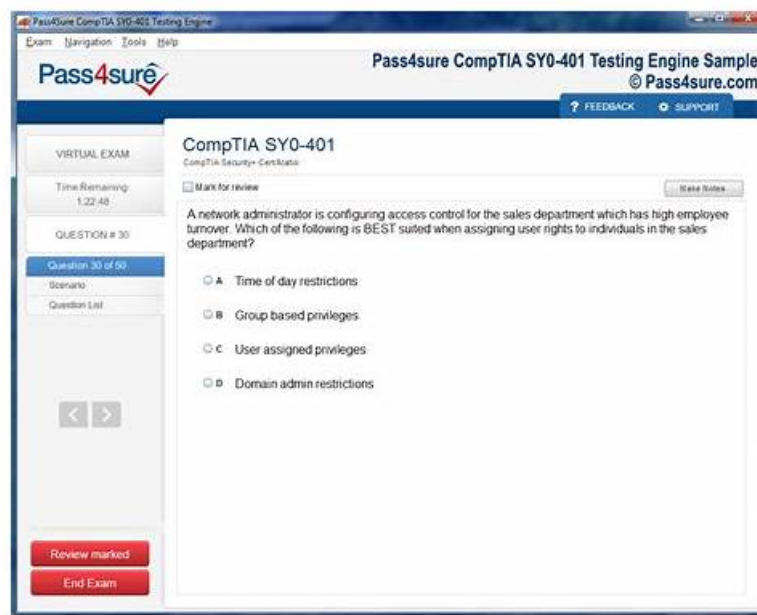 Pass4Sure CompTIA SY0-401 Testing Engine
Exam Navigation Tools Help
Pass4surê
Pass4sure CompTIA SY0-401 Testing Engine Sample
© Pass4sure.com
? FEEDBACK SUPPORT
VIRTUAL EXAM
Time Remaining
1:22:48
QUESTION # 30
Question 30 of 50
Scenario
Question List
Review marked
End Exam
CompTIA SY0-401
CompTIA Security+ Certificatio
Mark for review
Make Notes
A network administrator is configuring access control for the sales department which has high employee
turnover. Which of the following is BEST suited when assigning user rights to individuals in the sales
department?
A Time of day restrictions
B Group based privileges
C User assigned privileges
D Domain admin restrictions